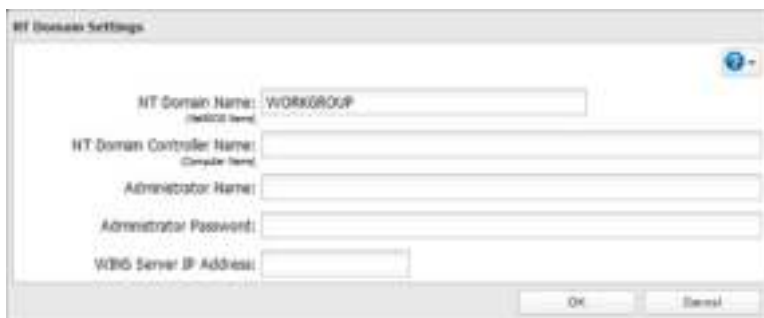 NT Domain Settings
NT Domain Name: WORKGROUP
(NetBIOS Name)
NT Domain Controller Name:
(Computer Name)
Administrator Name:
Administrator Password:
WINS Server IP Address:
OK Cancel